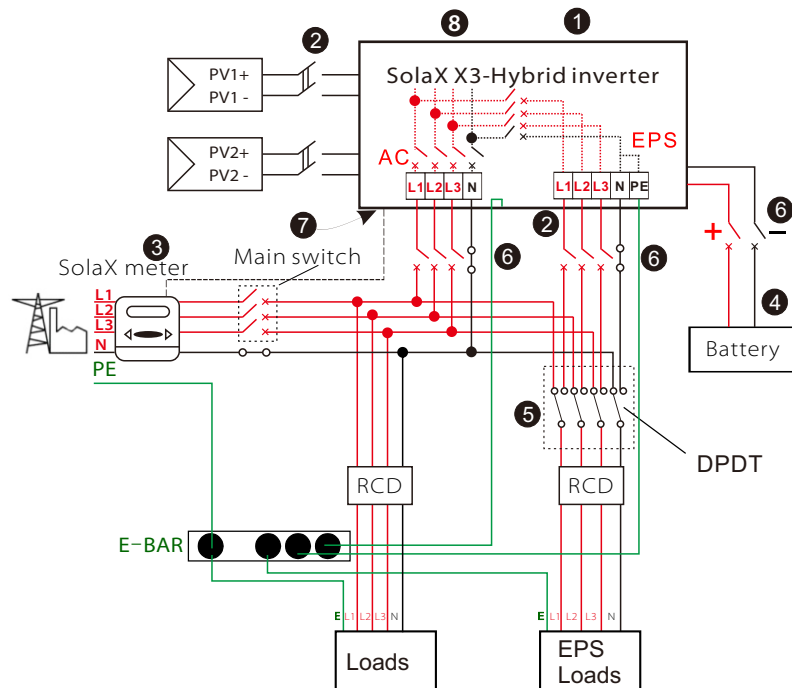 8
1
2
PV1+
PV1 -
SolaX X3-Hybrid inverter
PV2+
PV2 -
AC
EPS
L1 L2 L3 N
L1 L2 L3 N PE
7
2
3
6
6
6
+
−
SolaX meter
Main switch
4
L1
L2
L3
N
PE
Battery
5
DPDT
RCD
RCD
E-BAR
E L1 L2 L3 N
E L1 L2 L3 N
Loads
EPS
Loads